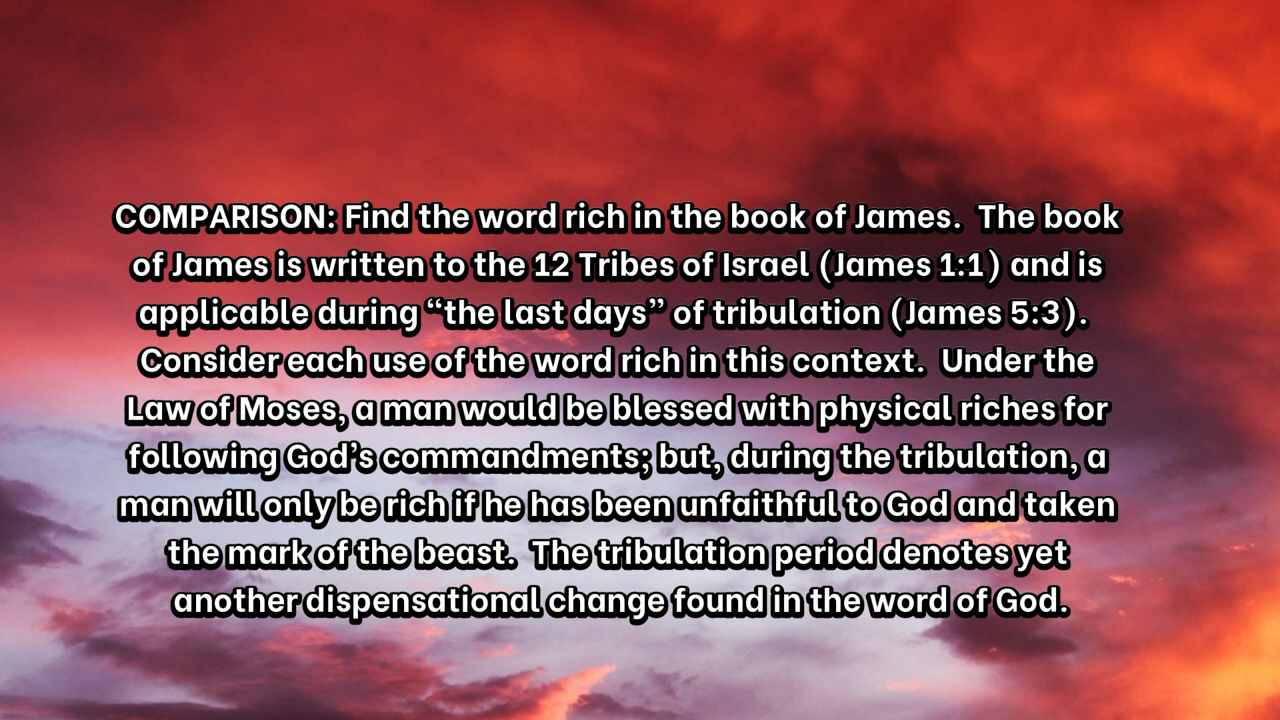 COMPARISON: Find the word rich in the book of James.  The book
of James is written to the 12 Tribes of Israel (James 1:1) and is
applicable during “the last days” of tribulation (James 5:3).
Consider each use of the word rich in this context.  Under the
Law of Moses, a man would be blessed with physical riches for
following God’s commandments; but, during the tribulation, a
man will only be rich if he has been unfaithful to God and taken
the mark of the beast.  The tribulation period denotes yet
another dispensational change found in the word of God.